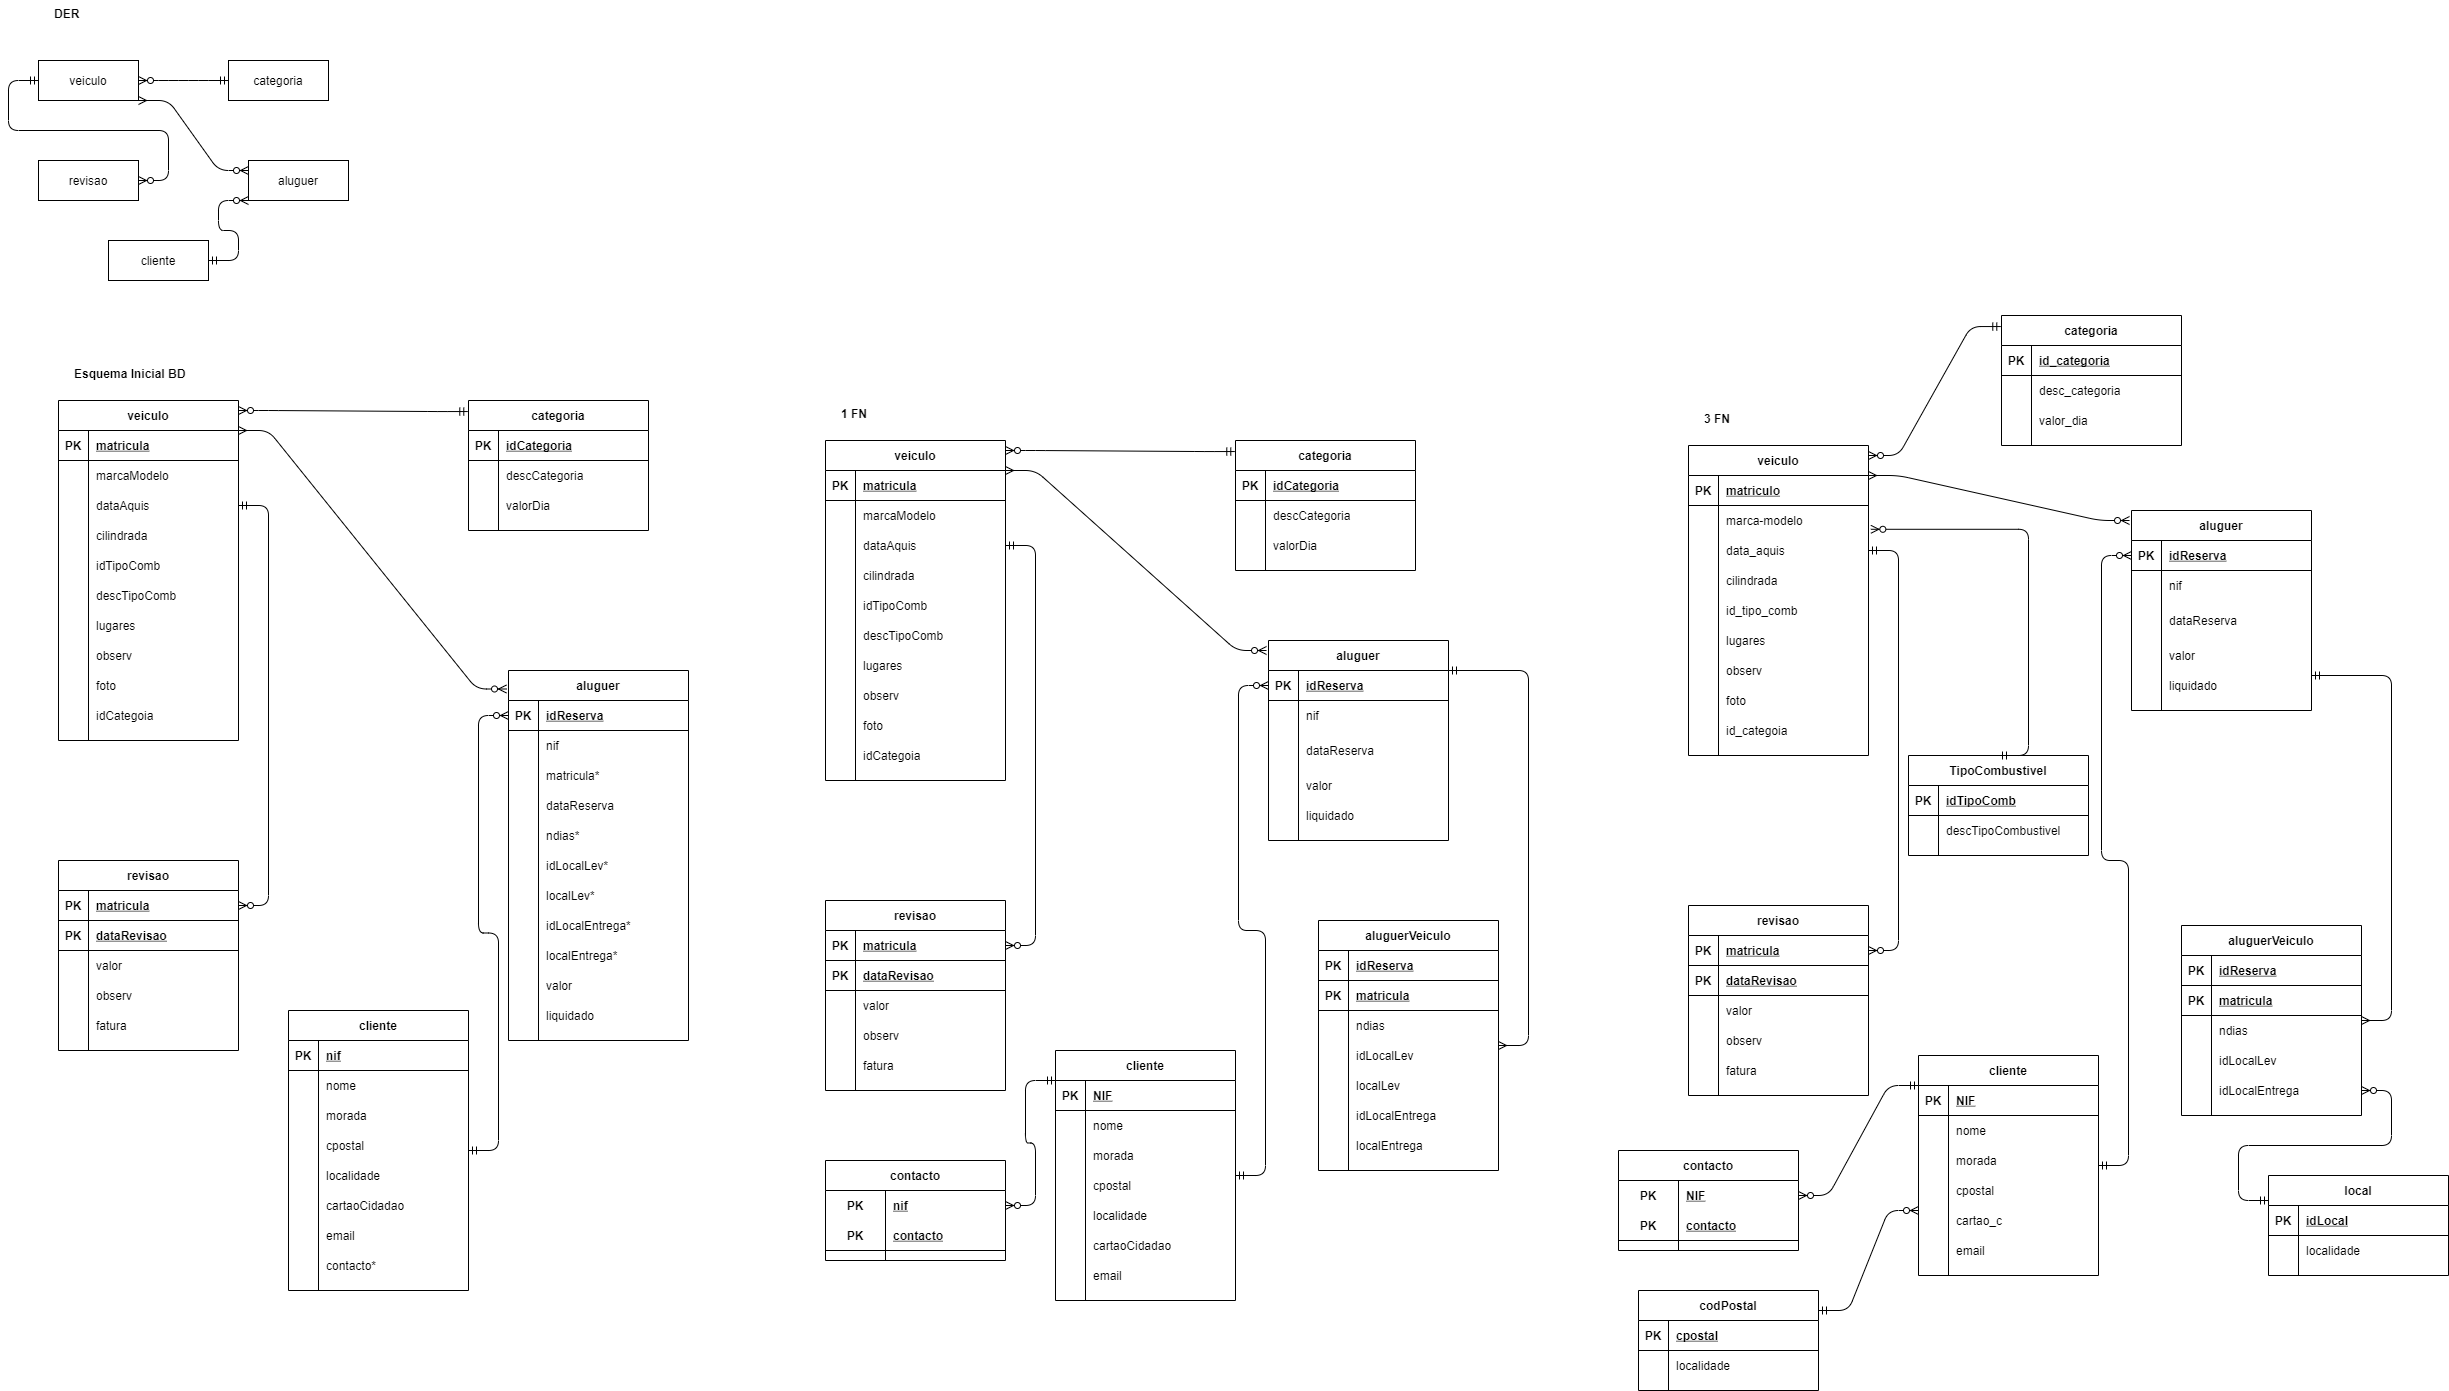 DER
veiculo
categoria
revisao
aluguer
cliente
Esquema Inicial BD
veiculo
PK matricula
marcaModelo
dataAquis
cilindrada
idTipoComb
descTipoComb
lugares
observ
foto
idCategoia
categoria
PK idCategoria
descCategoria
valorDia
aluguer
PK idReserva
nif
matricula*
dataReserva
ndias*
idLocalLev*
localLev*
idLocalEntrega*
localEntrega*
valor
liquidado
revisao
PK matricula
PK dataRevisao
valor
observ
fatura
cliente
PK nif
nome
morada
cpostal
localidade
cartaoCidadao
email
contacto*
1 FN
veiculo
PK matricula
marcaModelo
dataAquis
cilindrada
idTipoComb
descTipoComb
lugares
observ
foto
idCategoia
categoria
PK idCategoria
descCategoria
valorDia
aluguer
PK idReserva
nif
dataReserva
valor
liquidado
revisao
PK matricula
PK dataRevisao
valor
observ
fatura
aluguerVeiculo
PK idReserva
PK matricula
ndias
idLocalLev
localLev
idLocalEntrega
localEntrega
cliente
PK NIF
nome
morada
cpostal
localidade
cartaoCidadao
email
contacto
PK nif
PK contacto
3 FN
categoria
PK id_categoria
desc_categoria
valor_dia
veiculo
PK matriculo
marca-modelo
data_aquis
cilindrada
id_tipo_comb
lugares
observ
foto
id_categoia
aluguer
PK idReserva
nif
dataReserva
valor
liquidado
TipoCombustivel
PK idTipoComb
descTipoCombustivel
revisao
PK matricula
PK dataRevisao
valor
observ
fatura
aluguerVeiculo
PK idReserva
PK matricula
ndias
idLocalLev
idLocalEntrega
cliente
PK NIF
nome
morada
cpostal
cartao_c
email
contacto
PK NIF
PK contacto
local
PK idLocal
localidade
codPostal
PK cpostal
localidade